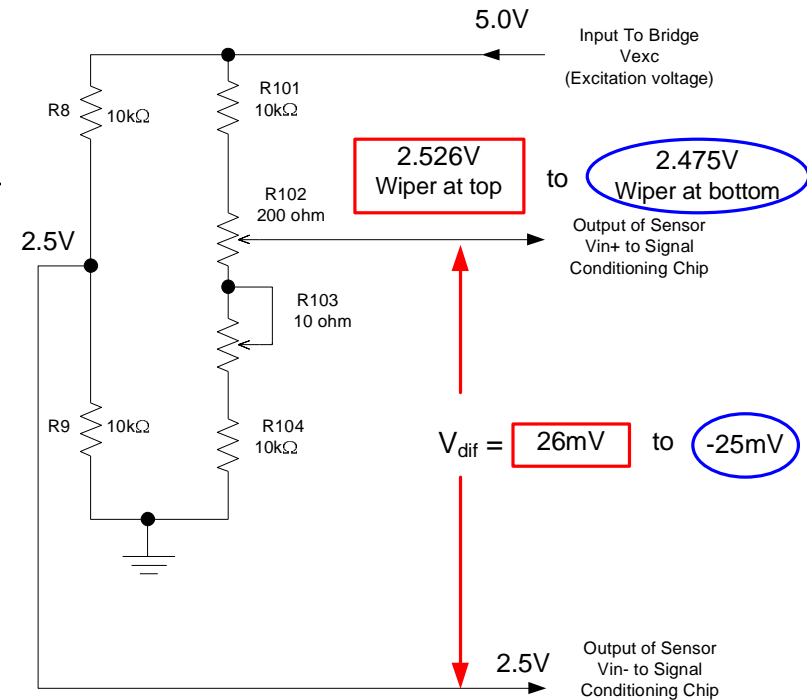 5.0V
Input To Bridge
Vexc
(Excitation voltage)
R8
10kΩ
R101
10kΩ
2.526V
Wiper at top
to
2.475V
Wiper at bottom
R102
200 ohm
Output of Sensor
Vin+ to Signal
Conditioning Chip
2.5V
R103
10 ohm
R9
10kΩ
R104
10kΩ
Vdif =
26mV
to
-25mV
2.5V
Output of Sensor
Vin- to Signal
Conditioning Chip